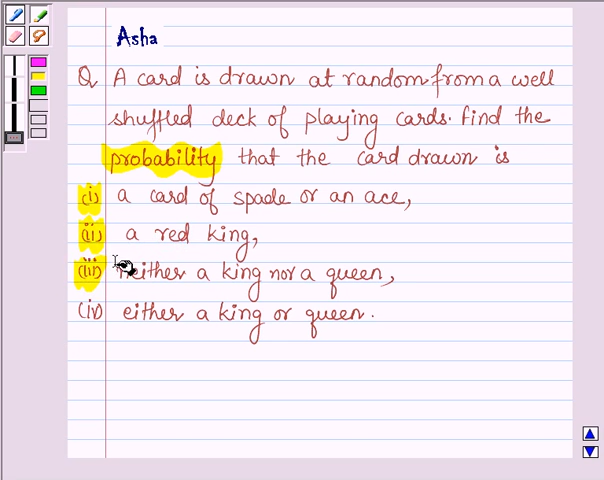 Asha
Q A card is drawn at random from a well
shuffled deck of playing cards. Find the
probability that the card drawn is
(i) a card of spade or an ace,
(ii) a red king,
(iii) neither a king nor a queen,
(iv) either a king or queen.